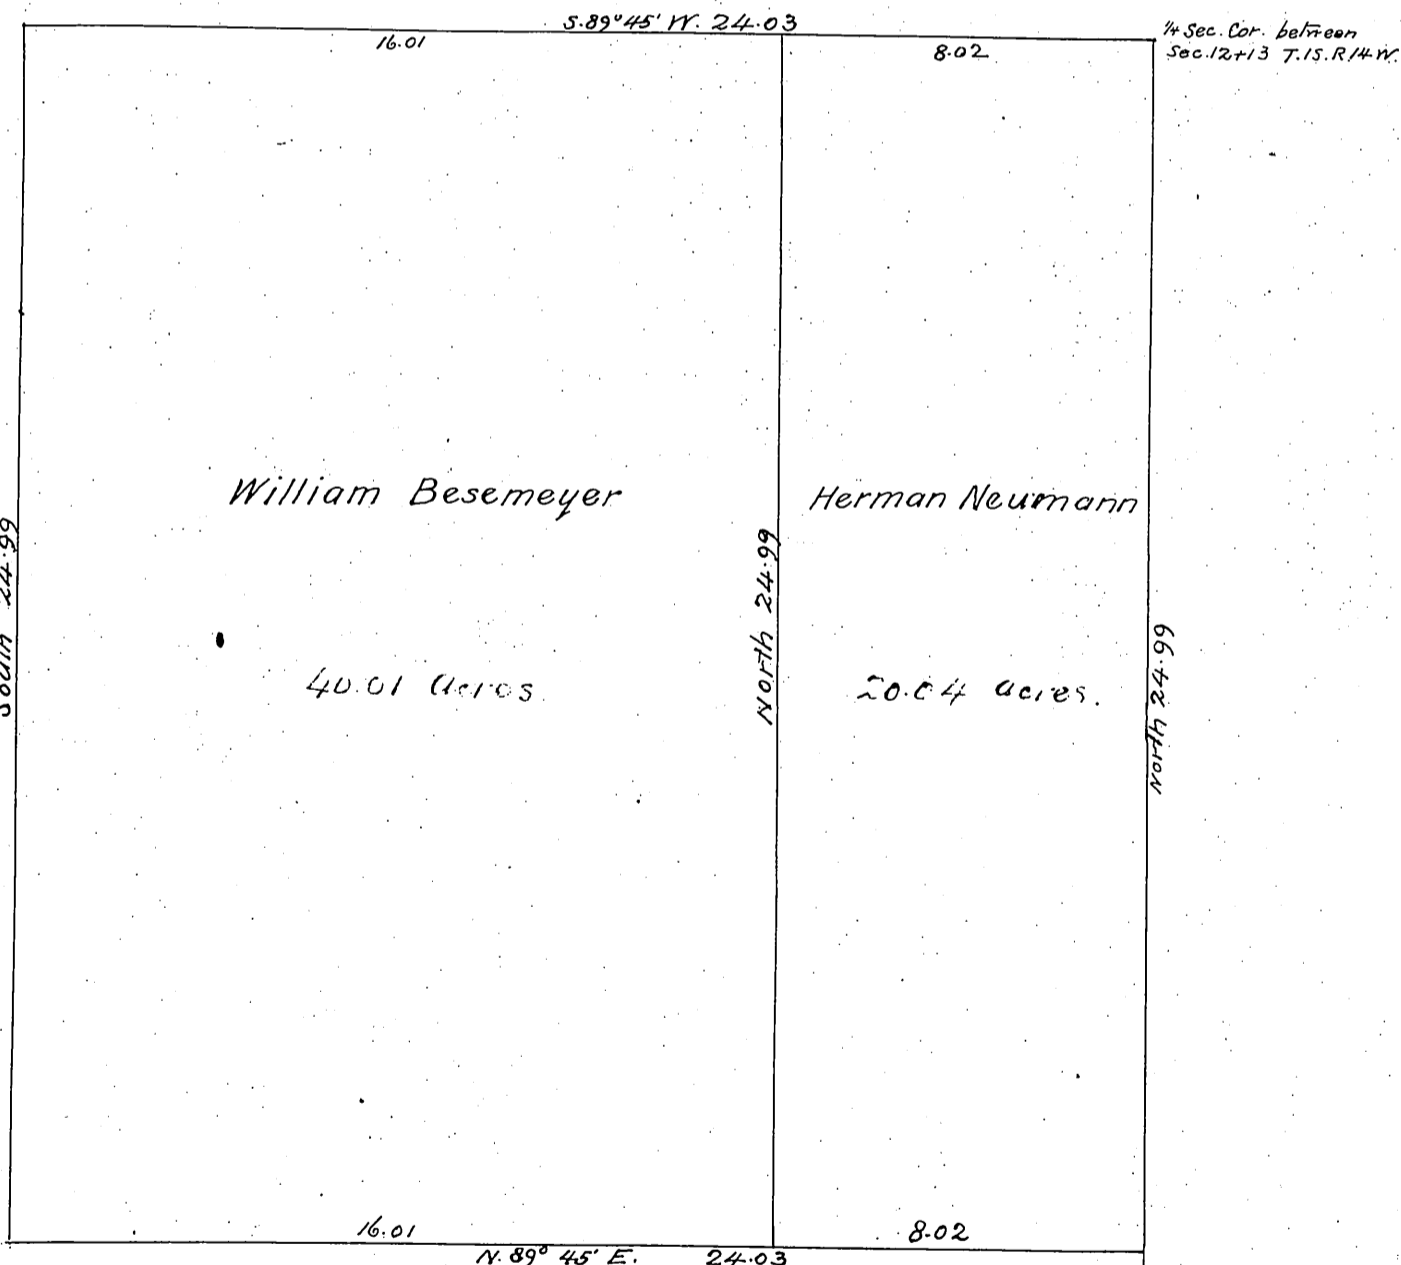 S. 89° 45' W. 24.03
16.01
8.02
1/4 Sec. Cor. between
Sec. 12 + 13 T.1S. R.14.W.
William Besemeyer
Herman Neumann
South 24.99
North 24.99
North 24.99
40.01 Acres
20.04 acres.
16.01
8.02
N. 89° 45' E. 24.03